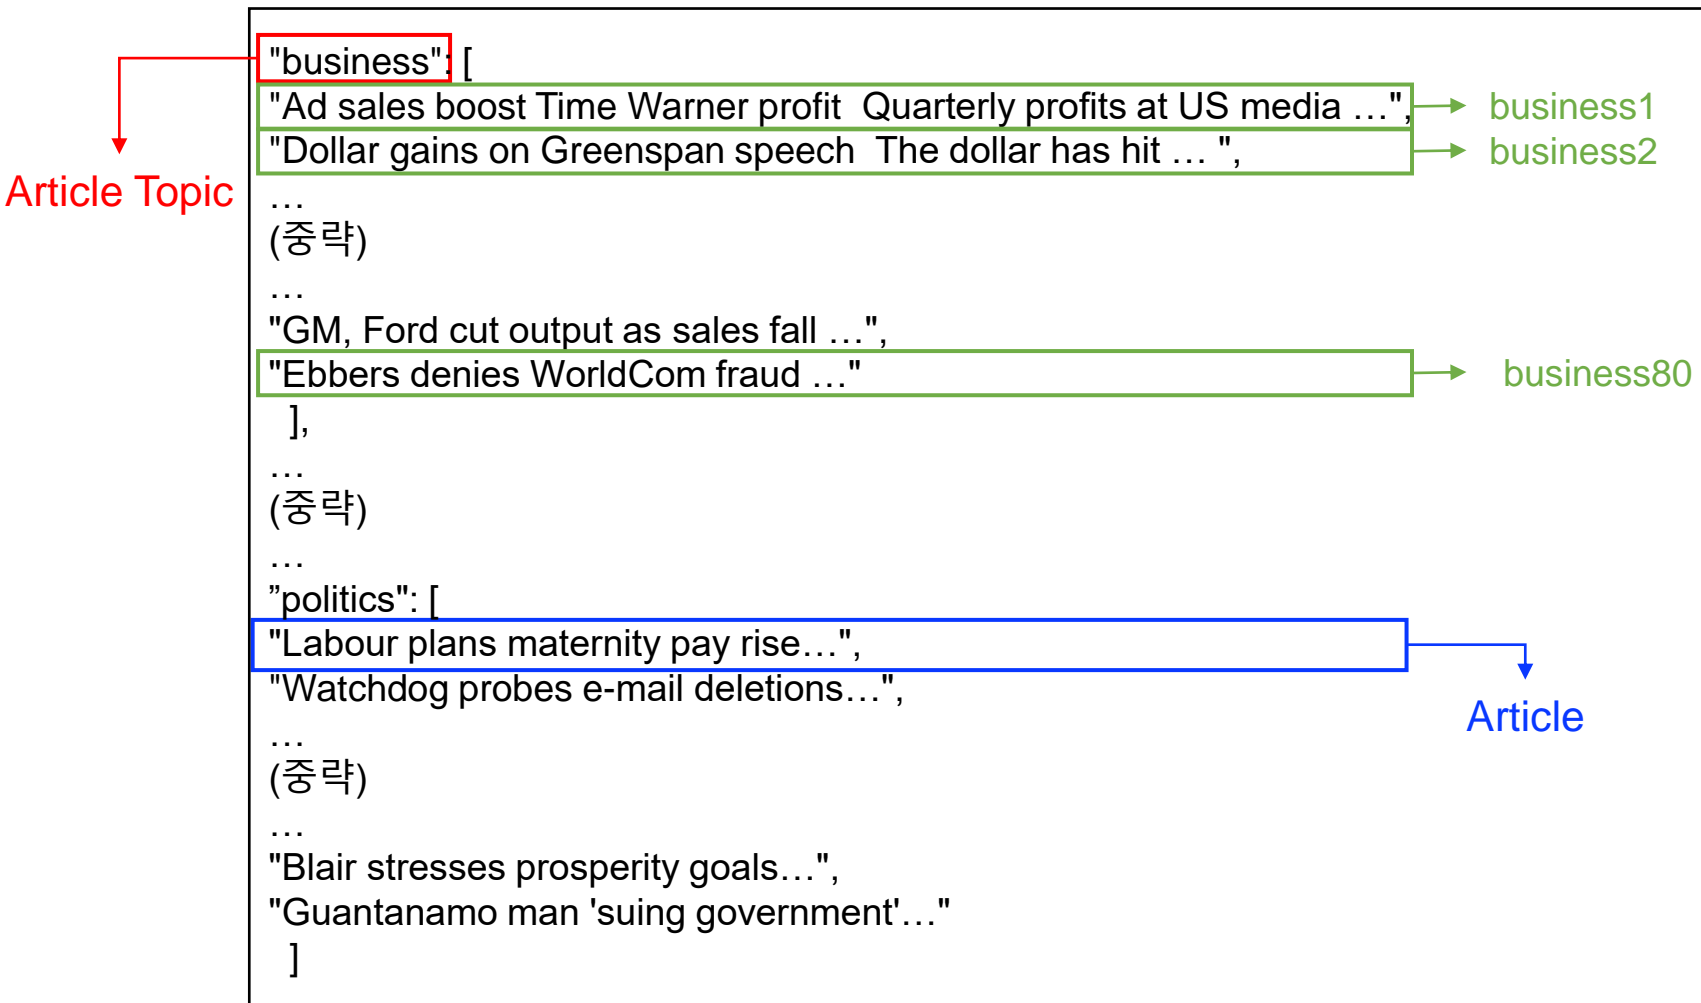 "business": [
"Ad sales boost Time Warner profit  Quarterly profits at US media …",
business1
"Dollar gains on Greenspan speech  The dollar has hit … ",
business2
Article Topic
…
(중략)
…
"GM, Ford cut output as sales fall …",
"Ebbers denies WorldCom fraud …"
business80
],
…
(중략)
…
”politics": [
"Labour plans maternity pay rise…",
"Watchdog probes e-mail deletions…",
Article
…
(중략)
…
"Blair stresses prosperity goals…",
"Guantanamo man 'suing government'…"
]